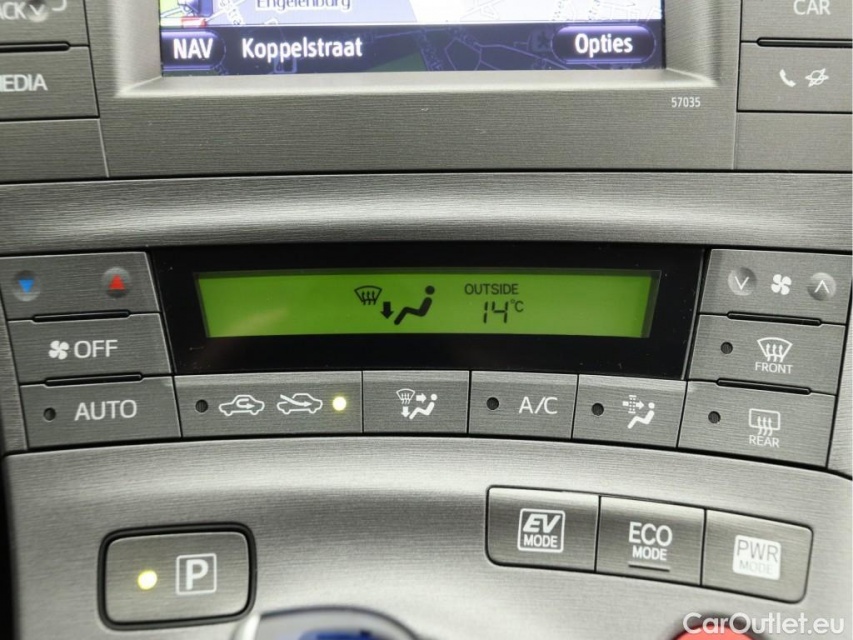 Engelenburg
CAR
NAV Koppelstraat Opties
57035
OUTSIDE
14°C
OFF
FRONT
AUTO
A/C
REAR
EV
MODE
ECO
MODE
PWR
MODE
P
CarOutlet.eu